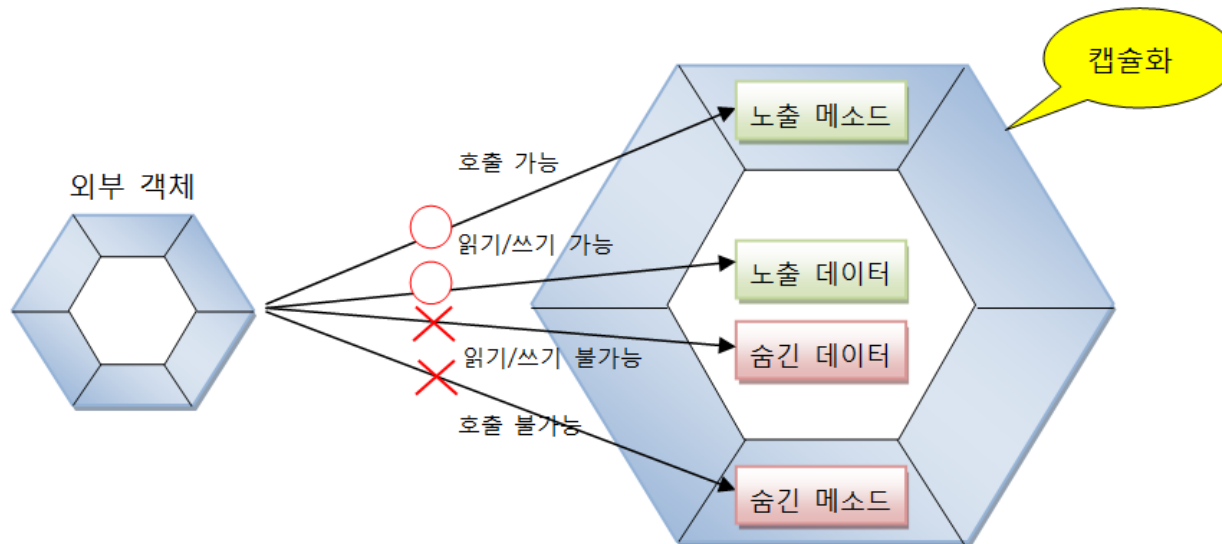 캡슐화
노출 메소드
호출 가능
외부 객체
읽기/쓰기 가능
노출 데이터
숨긴 데이터
읽기/쓰기 불가능
호출 불가능
숨긴 메소드